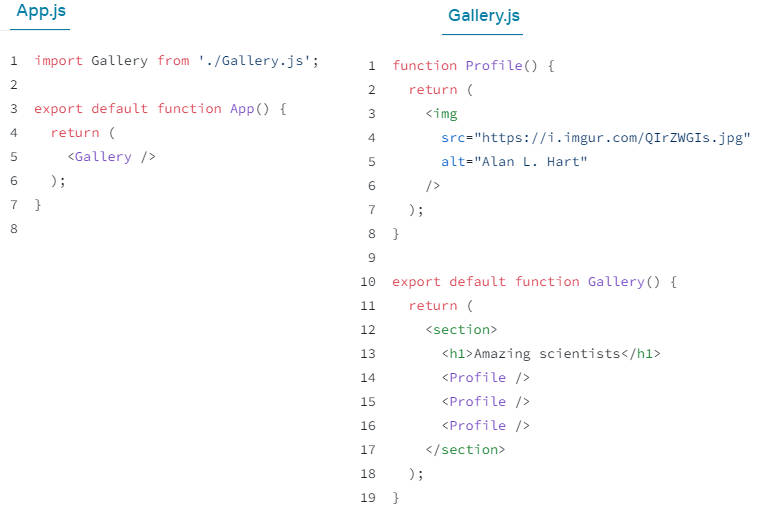 App.js
1 import Gallery from './Gallery.js';
2
3 export default function App() {
4   return (
5     <Gallery />
6   );
7 }
8
Gallery.js
1 function Profile() {
2   return (
3     <img
4       src="https://i.imgur.com/QIrZWGIs.jpg"
5       alt="Alan L. Hart"
6     />
7   );
8 }
9
10 export default function Gallery() {
11   return (
12     <section>
13       <h1>Amazing scientists</h1>
14       <Profile />
15       <Profile />
16       <Profile />
17     </section>
18   );
19 }